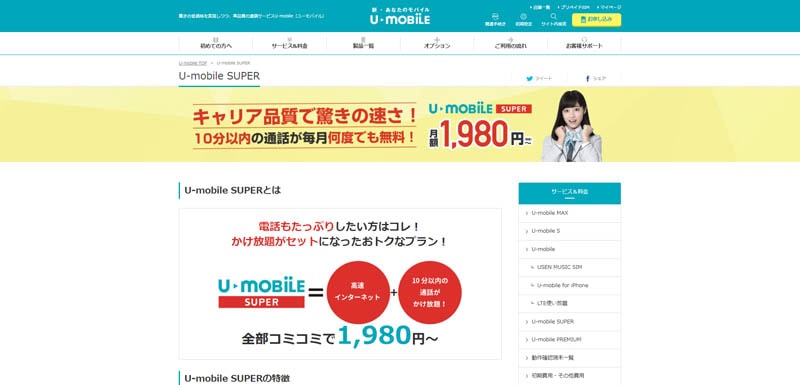 驚きの低価格を実現しつつ、高品質の通信サービスU-mobile（ユーモバイル）
新・あなたのモバイル
U-MOBILE
店舗一覧 プリペイドSIM マイページ
開通手続き 初期設定 サイト内検索 お申し込み
初めての方へ サービス&料金 製品一覧 オプション ご利用の流れ お客様サポート
U-mobile TOP > U-mobile SUPER
U-mobile SUPER
ツイート シェア
キャリア品質で驚きの速さ！
10分以内の通話が毎月何度でも無料！
U-MOBILE SUPER
月額1,980円～
U-mobile SUPERとは
電話もたっぷりしたい方はコレ！
かけ放題がセットになったおトクなプラン！
U-MOBILE
SUPER
=
高速
インターネット
+
10分以内の
通話が
かけ放題！
全部コミコミで1,980円～
U-mobile SUPERの特徴
サービス&料金
U-mobile MAX
U-mobile S
U-mobile
USEN MUSIC SIM
U-mobile for iPhone
LTE使い放題
U-mobile SUPER
U-mobile PREMIUM
動作確認端末一覧
初期費用・その他費用